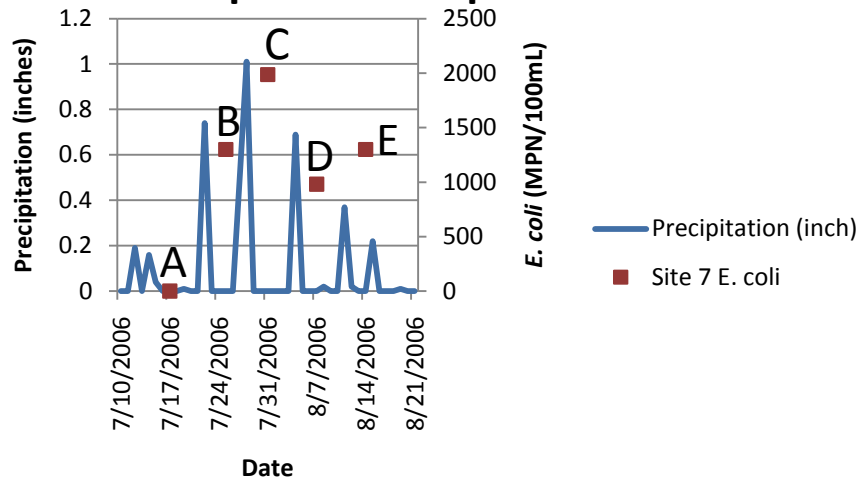 1.2
1
0.8
0.6
0.4
0.2
0
Precipitation (inches)
2500
2000
1500
1000
500
0
E. coli (MPN/100mL)
A
B
C
D
E
7/10/2006
7/17/2006
7/24/2006
7/31/2006
8/7/2006
8/14/2006
8/21/2006
Date
Precipitation (inch)
Site 7 E. coli